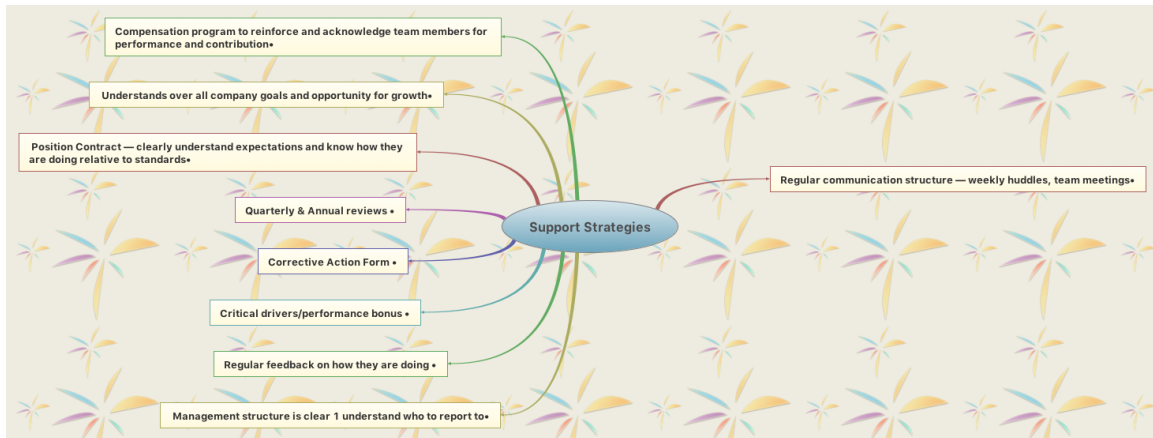 Compensation program to reinforce and acknowledge team members for
performance and contribution•
Understands over all company goals and opportunity for growth•
Position Contract — clearly understand expectations and know how they
are doing relative to standards•
Regular communication structure — weekly huddles, team meetings•
Quarterly & Annual reviews •
Support Strategies
Corrective Action Form •
Critical drivers/performance bonus •
Regular feedback on how they are doing •
Management structure is clear 1 understand who to report to•